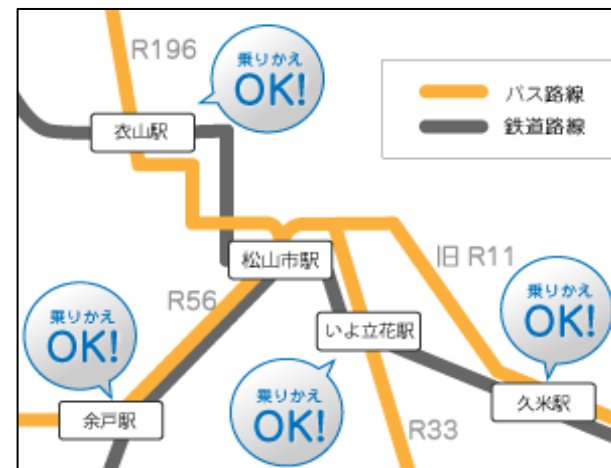 R196
乗りかえ
OK!
バス路線
鉄道路線
衣山駅
松山市駅
旧 R11
R56
乗りかえ
OK!
乗りかえ
OK!
いよ立花駅
余戸駅
乗りかえ
OK!
久米駅
R33